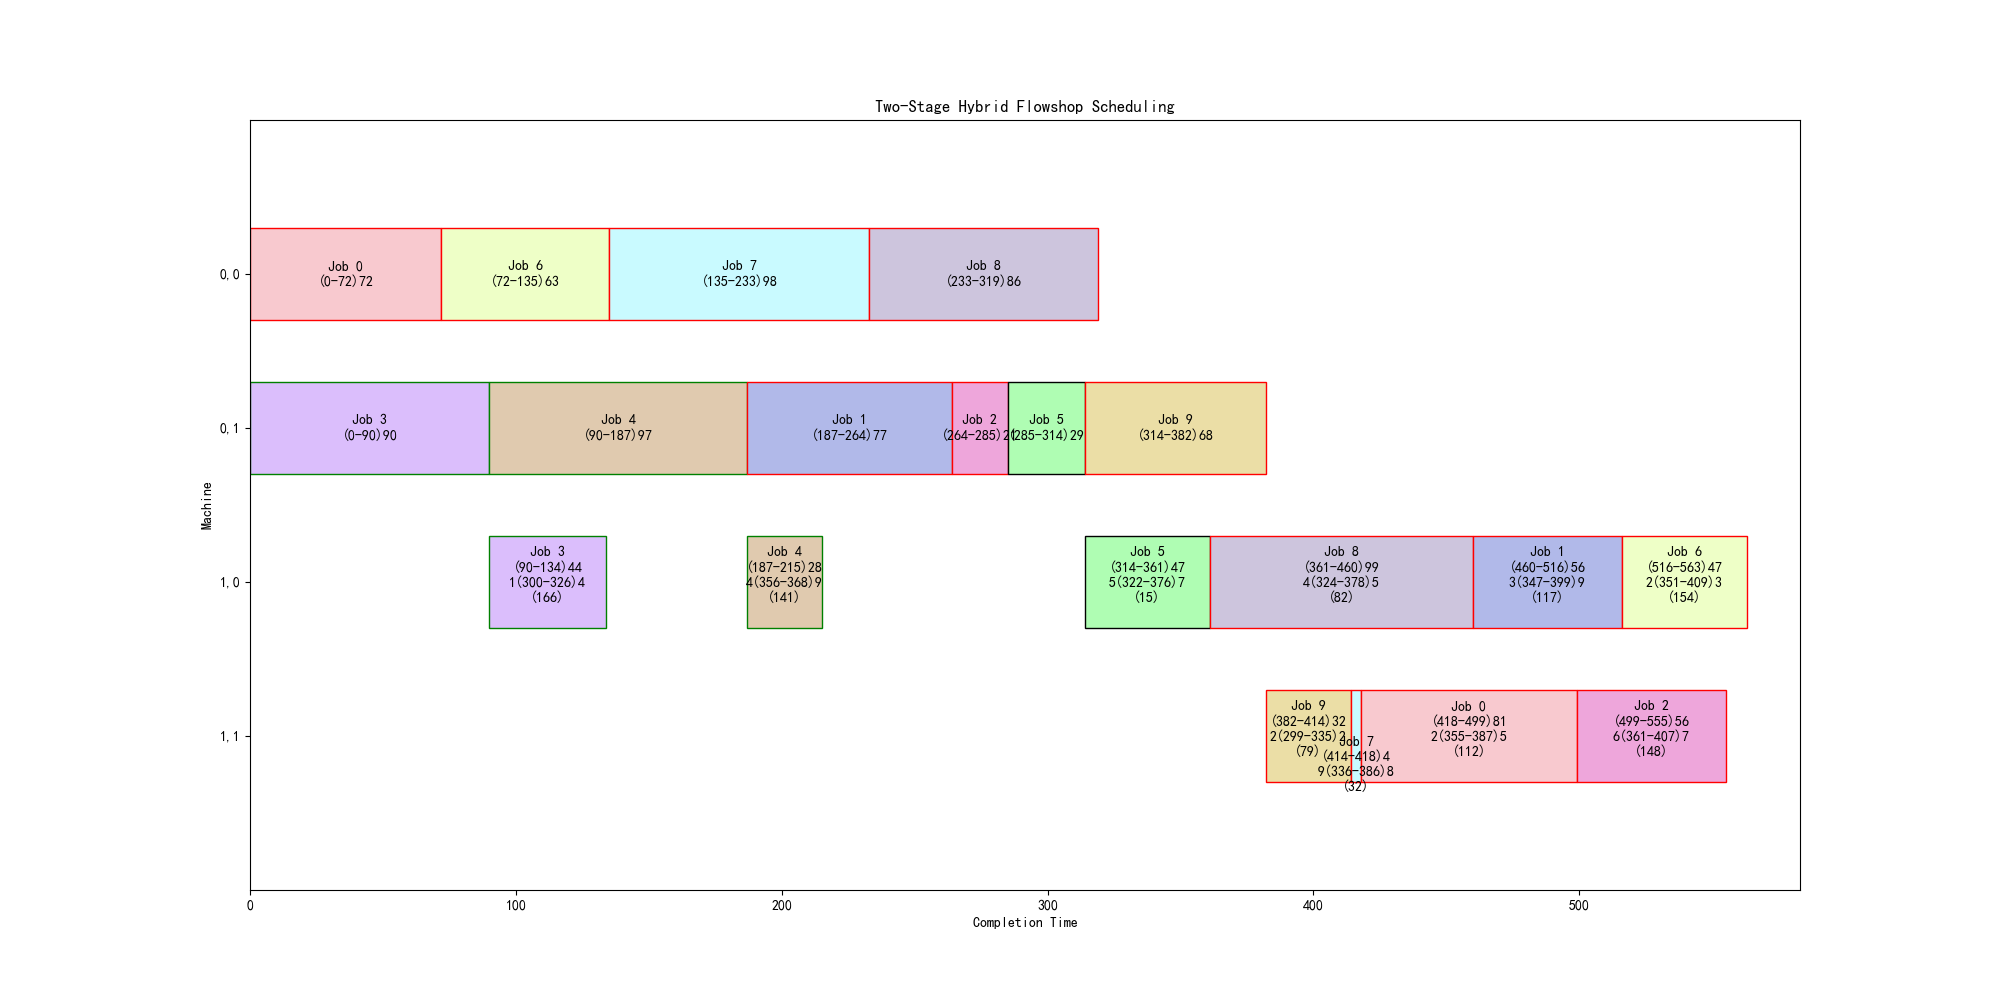 Two-Stage Hybrid Flowshop Scheduling
Machine
0,0
Job 0
(0-72)72
Job 6
(72-135)63
Job 7
(135-233)98
Job 8
(233-319)86
0,1
Job 3
(0-90)90
Job 4
(90-187)97
Job 1
(187-264)77
Job 2
(264-285)21
Job 5
(285-314)29
Job 9
(314-382)68
1,0
Job 3
(90-134)44
1(300-326)4
(166)
Job 4
(187-215)28
4(356-368)9
(141)
Job 5
(314-361)47
5(322-376)7
(15)
Job 8
(361-460)99
4(324-378)5
(82)
Job 1
(460-516)56
3(347-399)9
(117)
Job 6
(516-563)47
2(351-409)3
(154)
1,1
Job 9
(382-414)32
2(299-335)
(79)
Job 7
(414-418)4
9(336-386)8
(32)
Job 0
(418-499)81
2(355-387)5
(112)
Job 2
(499-555)56
6(361-407)7
(148)
0 100 200 300 400 500
Completion Time